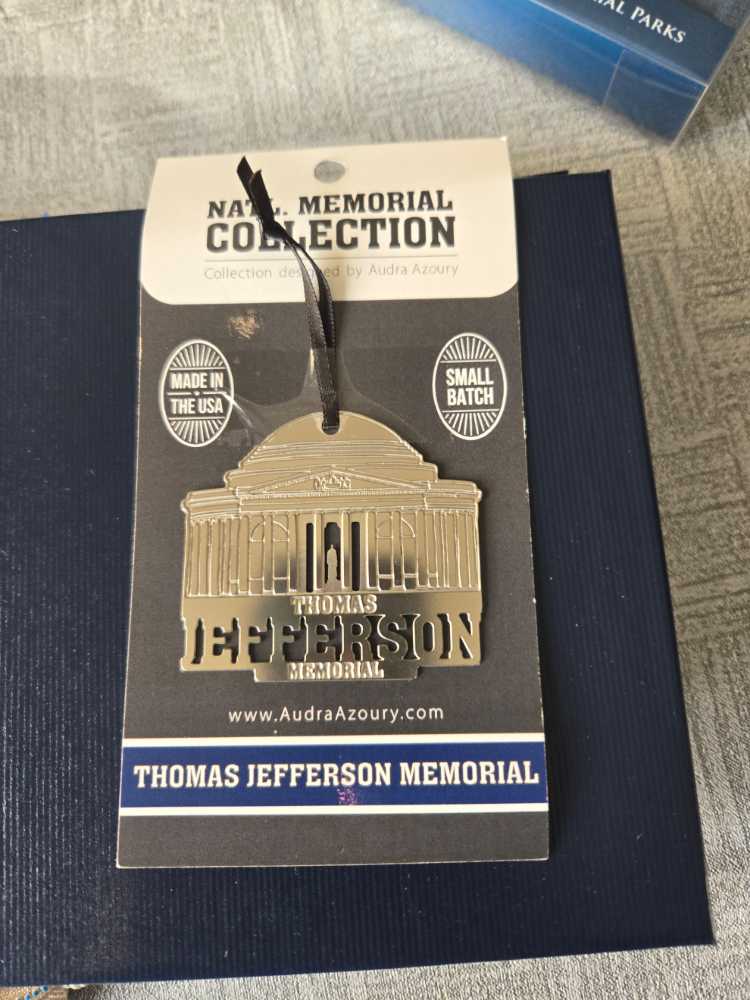 PARKS
NATL. MEMORIAL
COLLECTION
Collection designed by Audra Azoury
MADE IN
THE USA
SMALL
BATCH
THOMAS
JEFFERSON
MEMORIAL
www.AudraAzoury.com
THOMAS JEFFERSON MEMORIAL